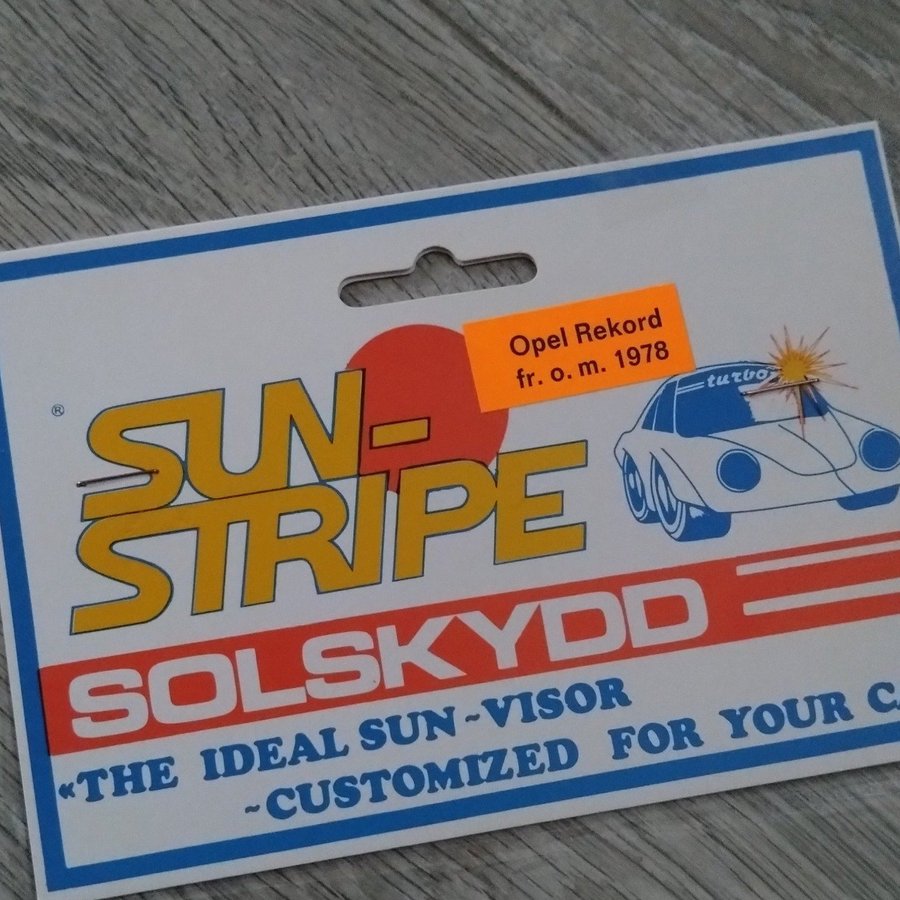 Opel Rekord
fr. o. m. 1978
®
SUN-
STRIPE
turbo
SOLSKYDD
«THE IDEAL SUN~VISOR
~CUSTOMIZED FOR YOUR